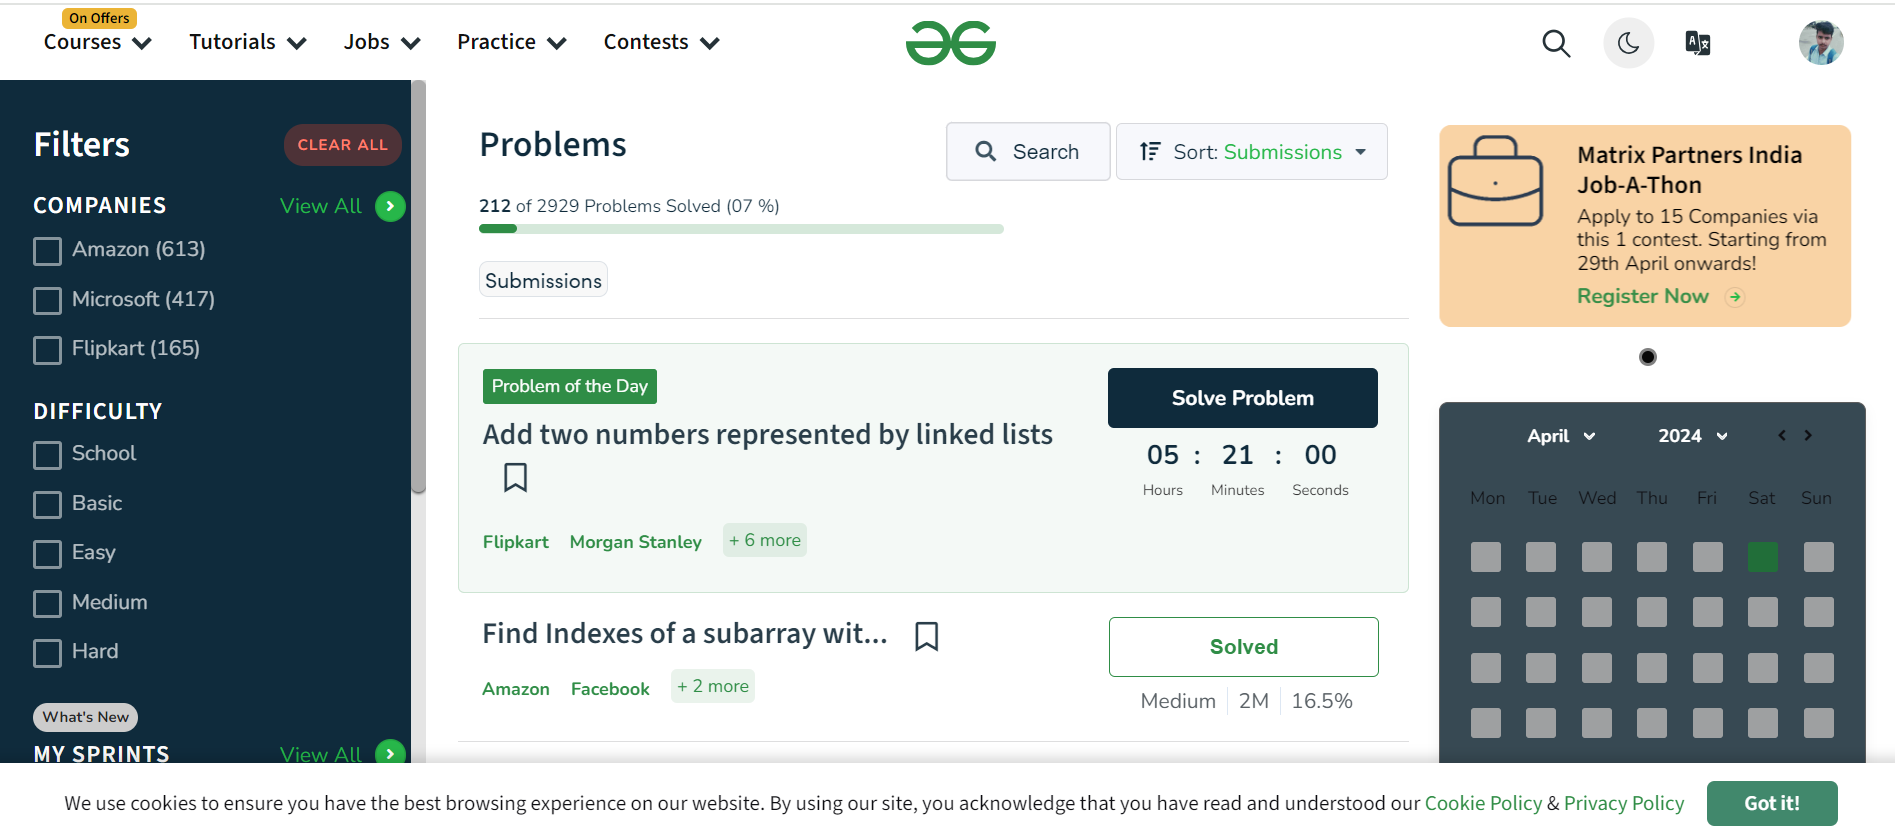 On Offers
Courses Tutorials Jobs Practice Contests
Filters
CLEAR ALL
COMPANIES
View All
Amazon (613)
Microsoft (417)
Flipkart (165)
DIFFICULTY
School
Basic
Easy
Medium
Hard
What's New
MY SPRINTS
View All
Problems
Search
Sort: Submissions
212 of 2929 Problems Solved (07 %)
Submissions
Problem of the Day
Add two numbers represented by linked lists
Flipkart Morgan Stanley + 6 more
Solve Problem
05 : 21 : 00
Hours Minutes Seconds
Find Indexes of a subarray wit...
Amazon Facebook + 2 more
Solved
Medium 2M 16.5%
Matrix Partners India
Job-A-Thon
Apply to 15 Companies via
this 1 contest. Starting from
29th April onwards!
Register Now
April 2024
Mon Tue Wed Thu Fri Sat Sun
We use cookies to ensure you have the best browsing experience on our website. By using our site, you acknowledge that you have read and understood our Cookie Policy & Privacy Policy
Got it!